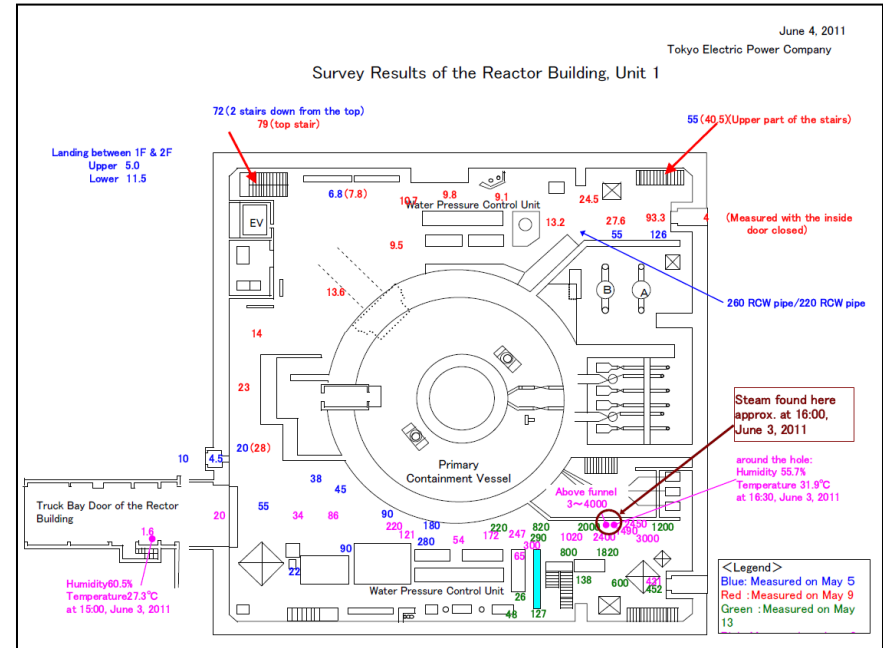 June 4, 2011
Tokyo Electric Power Company
Survey Results of the Reactor Building, Unit 1
72(2 stairs down from the top)
79(top stair)
55(40.5)(Upper part of the stairs)
Landing between 1F & 2F
Upper 5.0
Lower 11.5
6.8(7.8)
10.7
9.8
9.1
24.5
Water Pressure Control Unit
EV
13.2
27.6
93.3
4
(Measured with the inside
door closed)
55
126
9.5
B
A
13.6
260 RCW pipe/220 RCW pipe
14
23
Steam found here
approx. at 16:00,
June 3, 2011
20(28)
10
4.5
Primary
Containment Vessel
around the hole:
Humidity 55.7%
Temperature 31.9°C
at 16:30, June 3, 2011
38
45
Above funnel
3～4000
Truck Bay Door of the Rector
Building
1.6
20
55
34
86
90
220
180
121
280
54
172
220
247
820
290
300
2000
1020
2400
2450
1490
3000
1200
90
65
800
1820
22
Water Pressure Control Unit
138
600
431
452
26
48
127
Humidity60.5%
Temperature27.3°C
at 15:00, June 3, 2011
<Legend>
Blue: Measured on May 5
Red :Measured on May 9
Green :Measured on May
13